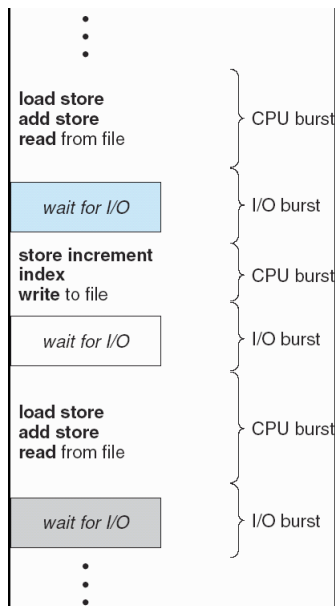 load store
add store
read from file
CPU burst
wait for I/O
I/O burst
store increment
index
write to file
CPU burst
wait for I/O
I/O burst
load store
add store
read from file
CPU burst
wait for I/O
I/O burst